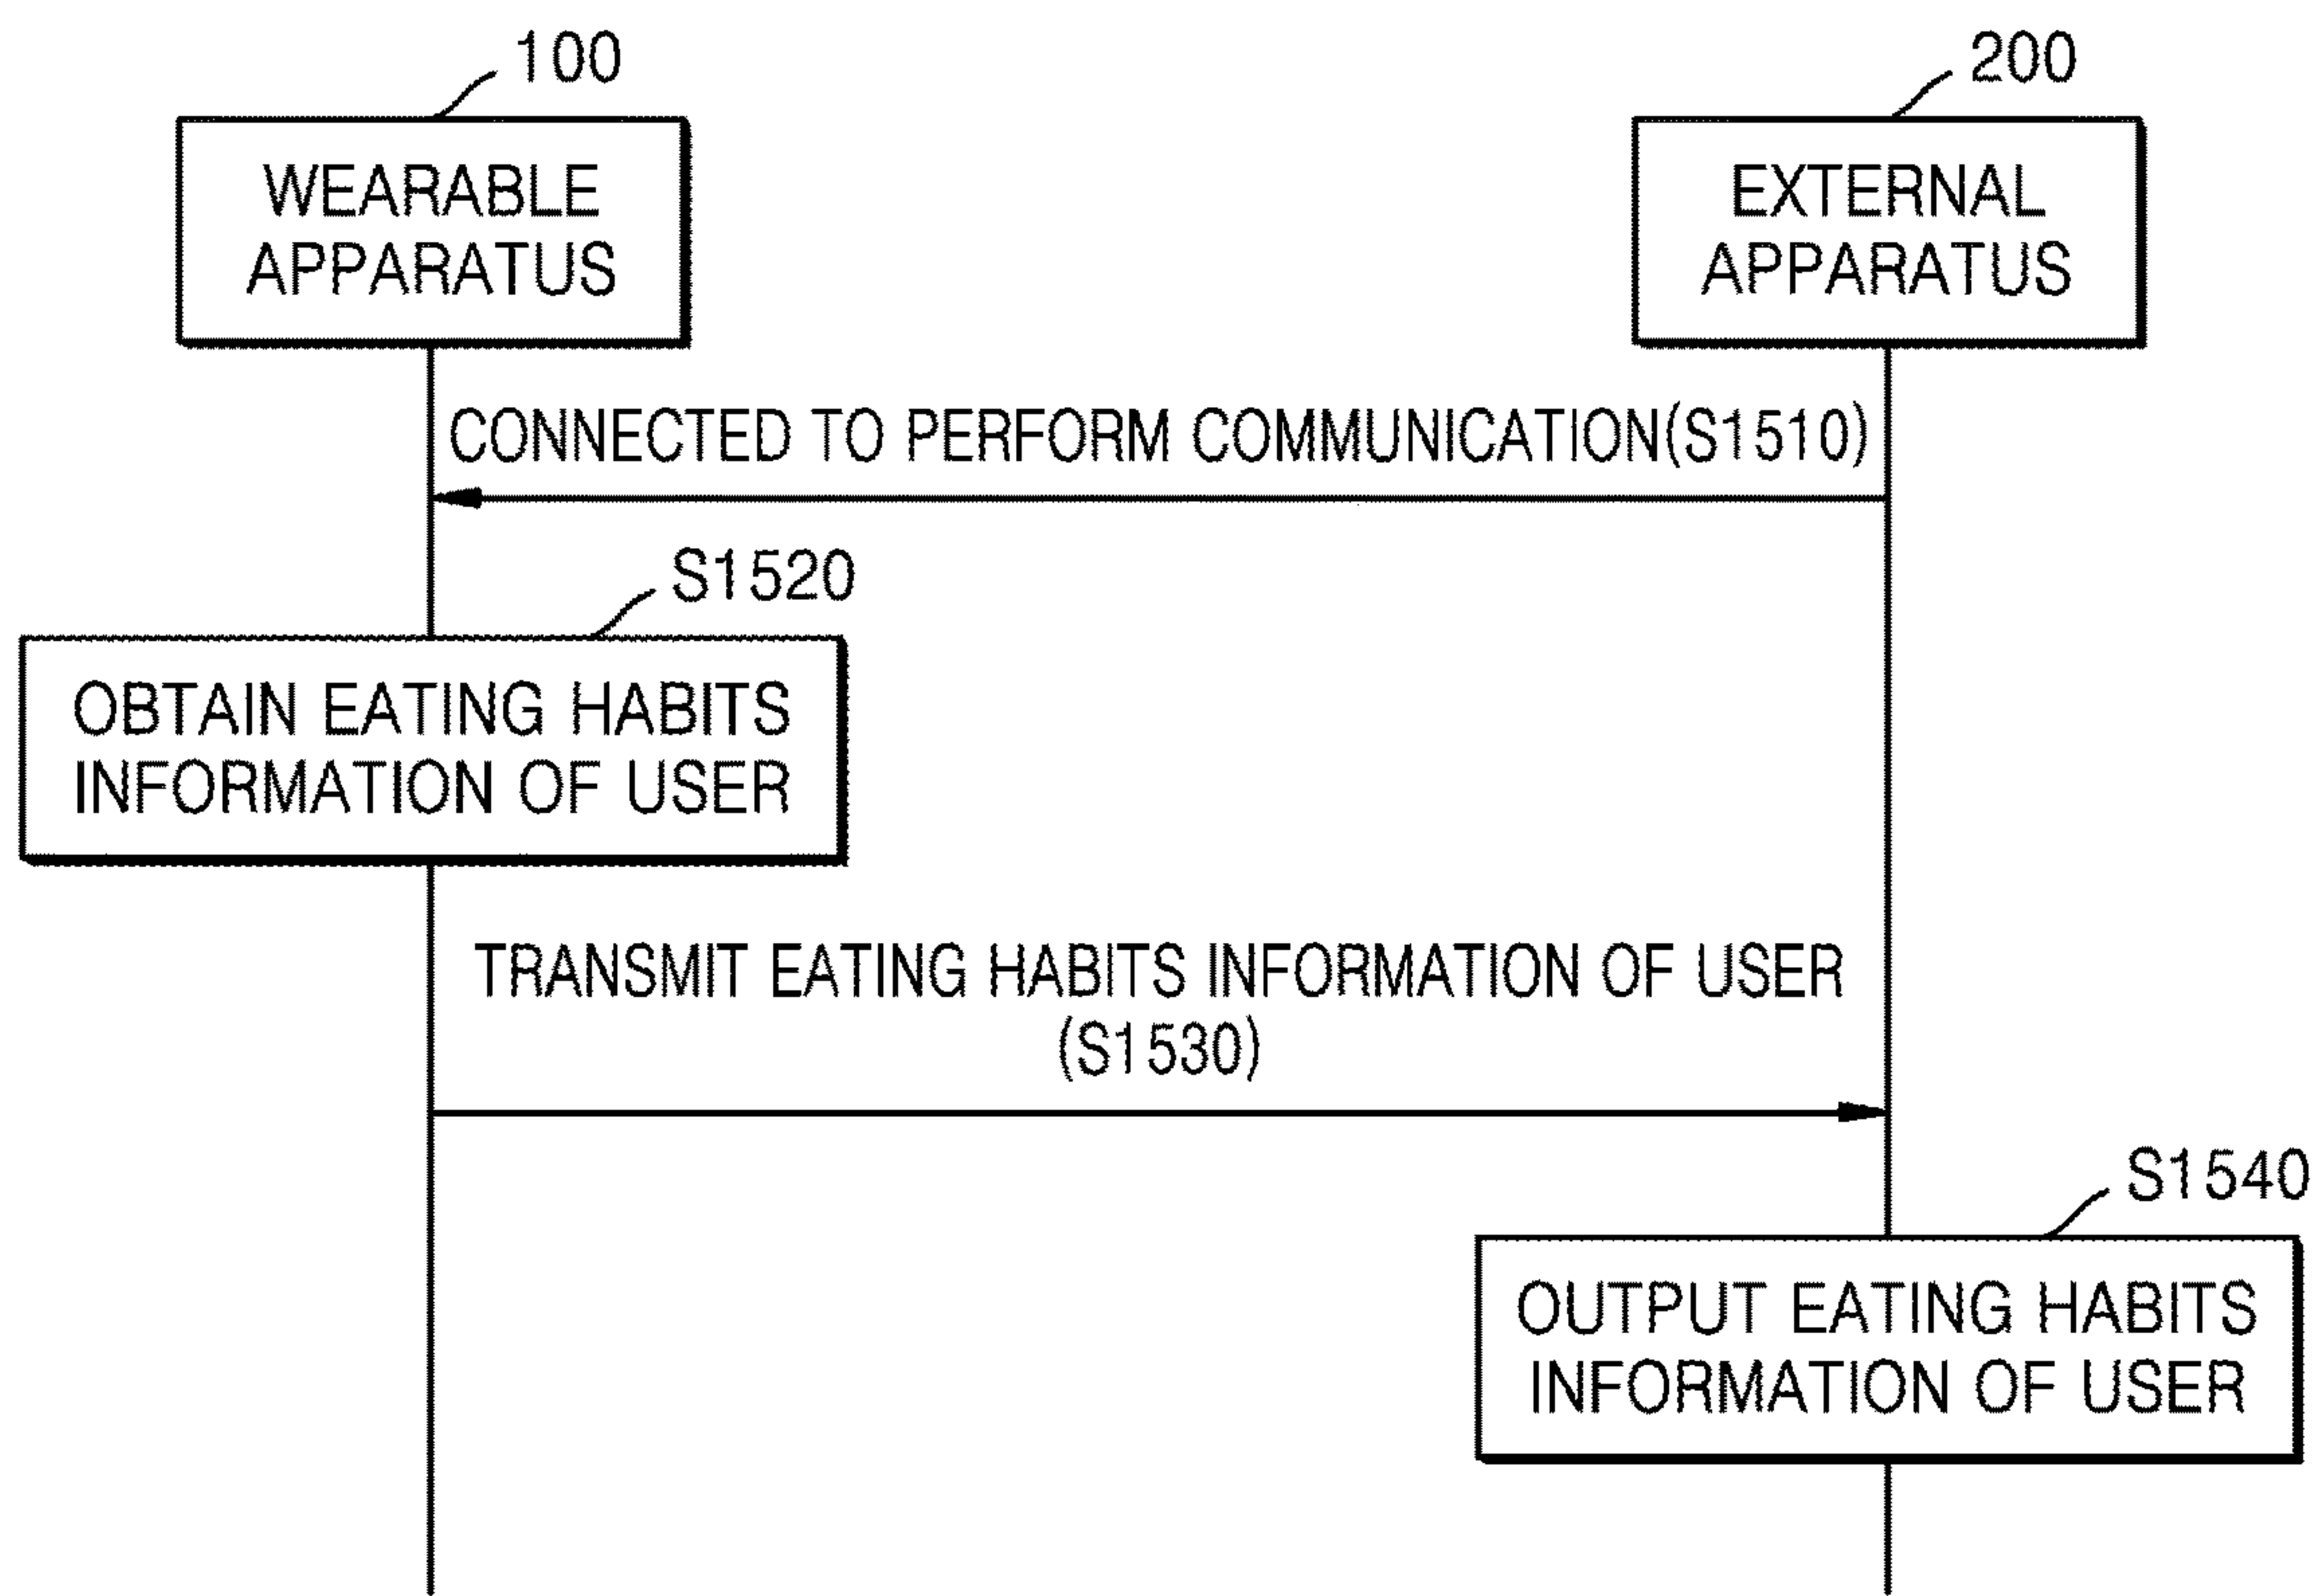 100
200
WEARABLE
APPARATUS
EXTERNAL
APPARATUS
CONNECTED TO PERFORM COMMUNICATION(S1510)
S1520
OBTAIN EATING HABITS
INFORMATION OF USER
TRANSMIT EATING HABITS INFORMATION OF USER
(S1530)
S1540
OUTPUT EATING HABITS
INFORMATION OF USER